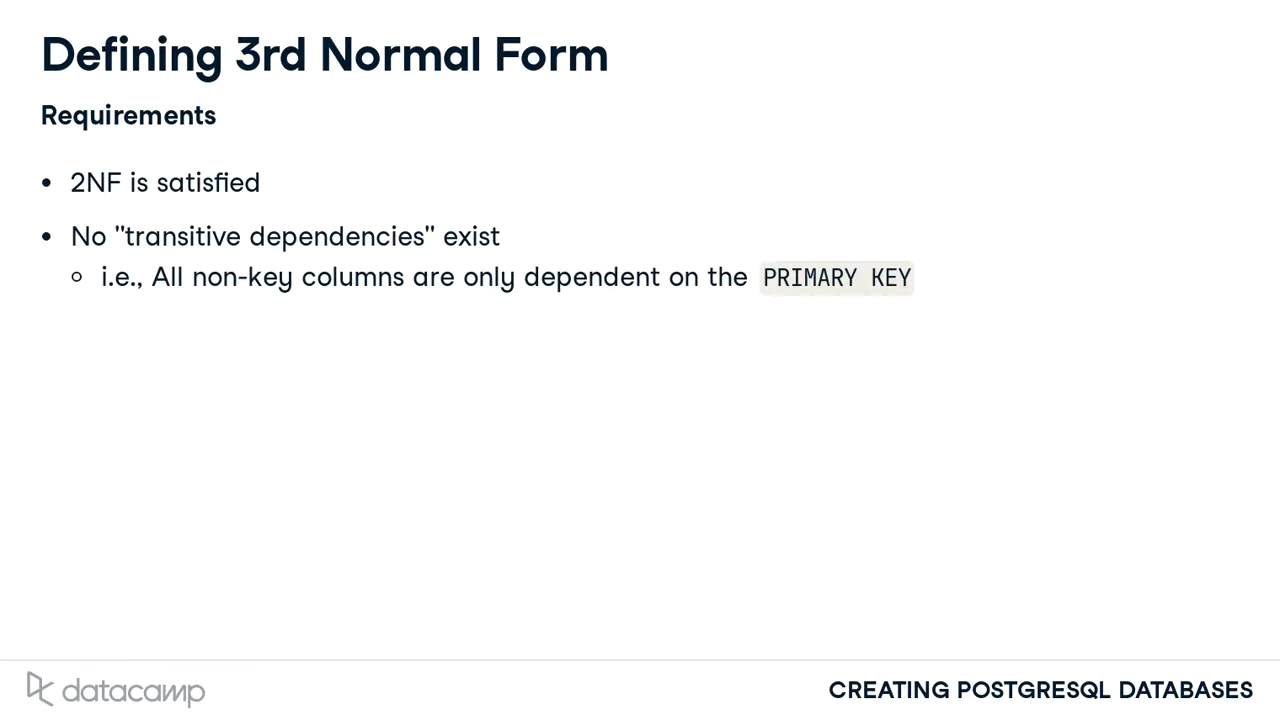 Defining 3rd Normal Form
Requirements
• 2NF is satisfied
• No "transitive dependencies" exist
○ i.e., All non-key columns are only dependent on the PRIMARY KEY
datacamp
CREATING POSTGRESQL DATABASES